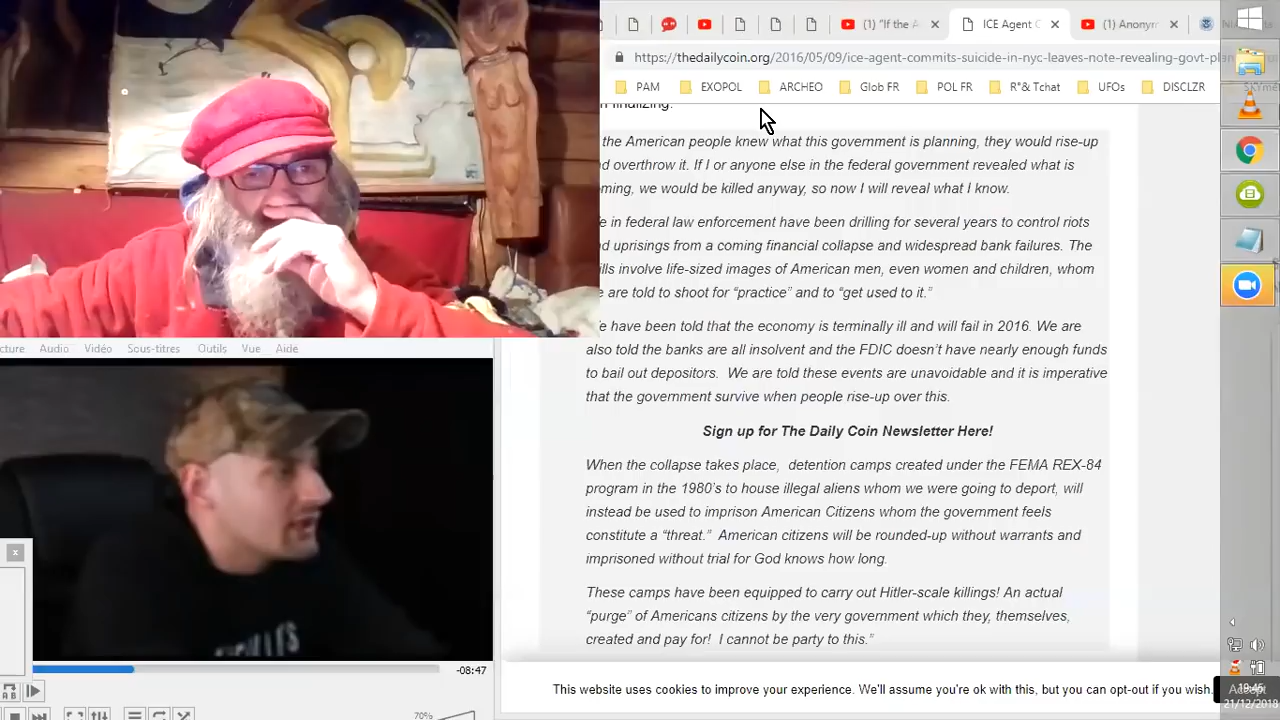 (1) "If the A
ICE Agent C
(1) Anonym
https://thedailycoin.org/2016/05/09/ice-agent-commits-suicide-in-nyc-leaves-note-revealing-govt-plan
PAM EXOPOL ARCHEO Glob FR POL FR R°& Tchat UFOs DISCLZR
finalizing:
the American people knew what this government is planning, they would rise-up
overthrow it. If I or anyone else in the federal government revealed what is
we would be killed anyway, so now I will reveal what I know.
in federal law enforcement have been drilling for several years to control riots
uprisings from a coming financial collapse and widespread bank failures. The
involve life-sized images of American men, even women and children, whom
are told to shoot for “practice” and to “get used to it.”
have been told that the economy is terminally ill and will fail in 2016. We are
also told the banks are all insolvent and the FDIC doesn’t have nearly enough funds
to bail out depositors. We are told these events are unavoidable and it is imperative
that the government survive when people rise-up over this.
Sign up for The Daily Coin Newsletter Here!
When the collapse takes place, detention camps created under the FEMA REX-84
program in the 1980’s to house illegal aliens whom we were going to deport, will
instead be used to imprison American Citizens whom the government feels
constitute a “threat.” American citizens will be rounded-up without warrants and
imprisoned without trial for God knows how long.
These camps have been equipped to carry out Hitler-scale killings! An actual
“purge” of Americans citizens by the very government which they, themselves,
created and pay for! I cannot be party to this.”
This website uses cookies to improve your experience. We'll assume you're ok with this, but you can opt-out if you wish.
Accept
19:46
21/12/2018
cture Audio Vidéo Sous-titres Outils Vue Aide
-08:47
70%